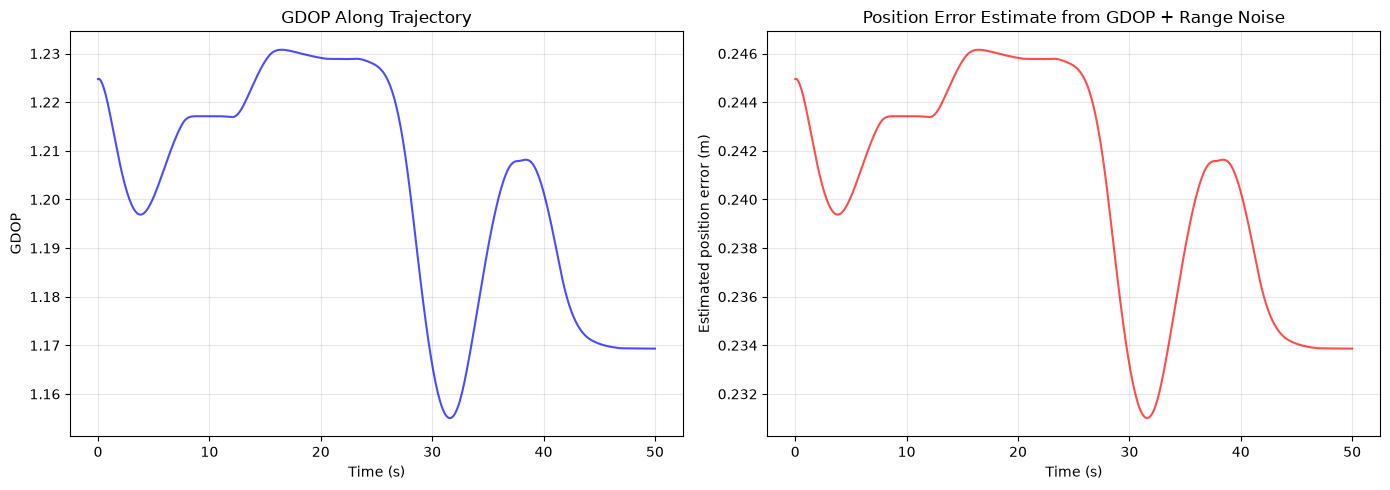 GDOP Along Trajectory
GDOP
1.23
1.22
1.21
1.20
1.19
1.18
1.17
1.16
0 10 20 30 40 50
Time (s)
Position Error Estimate from GDOP + Range Noise
Estimated position error (m)
0.246
0.244
0.242
0.240
0.238
0.236
0.234
0.232
0 10 20 30 40 50
Time (s)